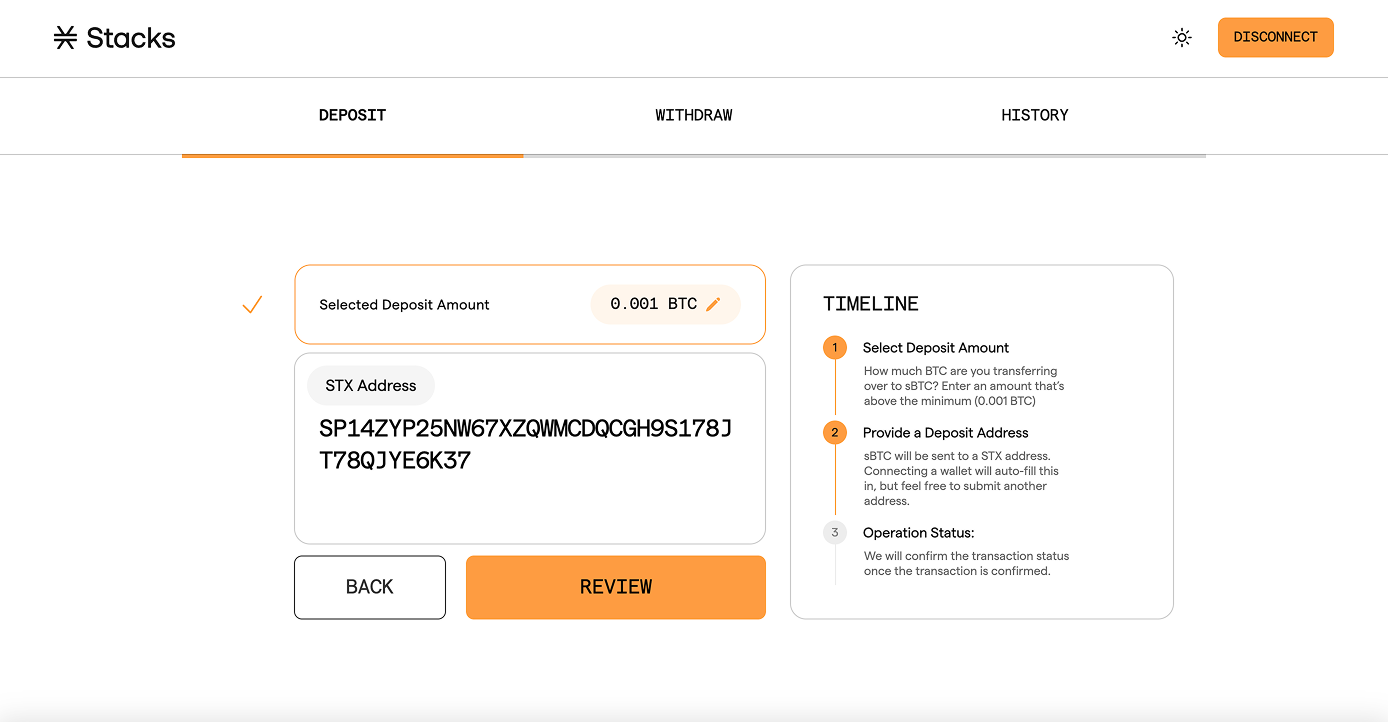 Stacks
DISCONNECT
DEPOSIT
WITHDRAW
HISTORY
Selected Deposit Amount
0.001 BTC
STX Address
SP14ZYP25NW67XZQWMCDQCGH9S178J
T78QJYE6K37
BACK
REVIEW
TIMELINE
1 Select Deposit Amount
How much BTC are you transferring
over to sBTC? Enter an amount that's
above the minimum (0.001 BTC)
2 Provide a Deposit Address
sBTC will be sent to a STX address.
Connecting a wallet will auto-fill this
in, but feel free to submit another
address.
3 Operation Status:
We will confirm the transaction status
once the transaction is confirmed.